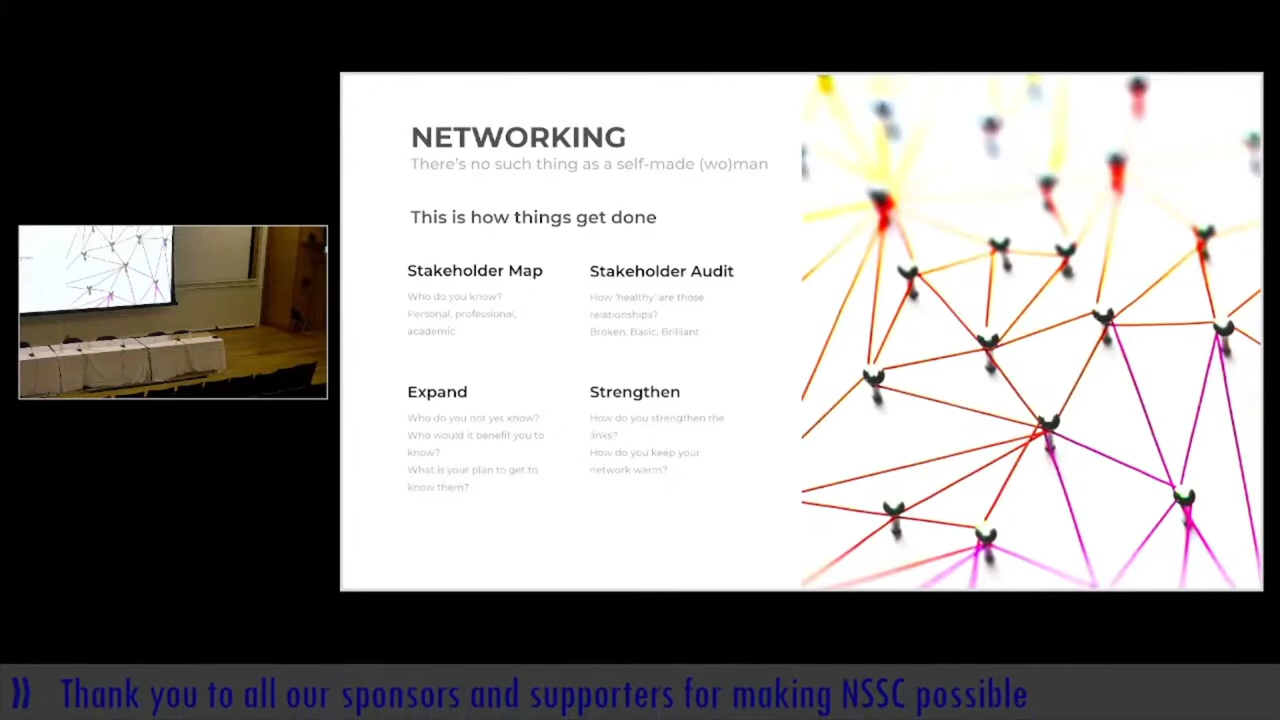 NETWORKING
There's no such thing as a self-made (wo)man
This is how things get done
Stakeholder Map
Who do you know?
Personal, professional,
academic
Stakeholder Audit
How 'healthy' are those
relationships?
Broken, Basic, Brilliant
Expand
Who do you not yet know?
Who would it benefit you to
know?
What is your plan to get to
know them?
Strengthen
How do you strengthen the
links?
How do you keep your
network warm?
Thank you to all our sponsors and supporters for making NSSC possible